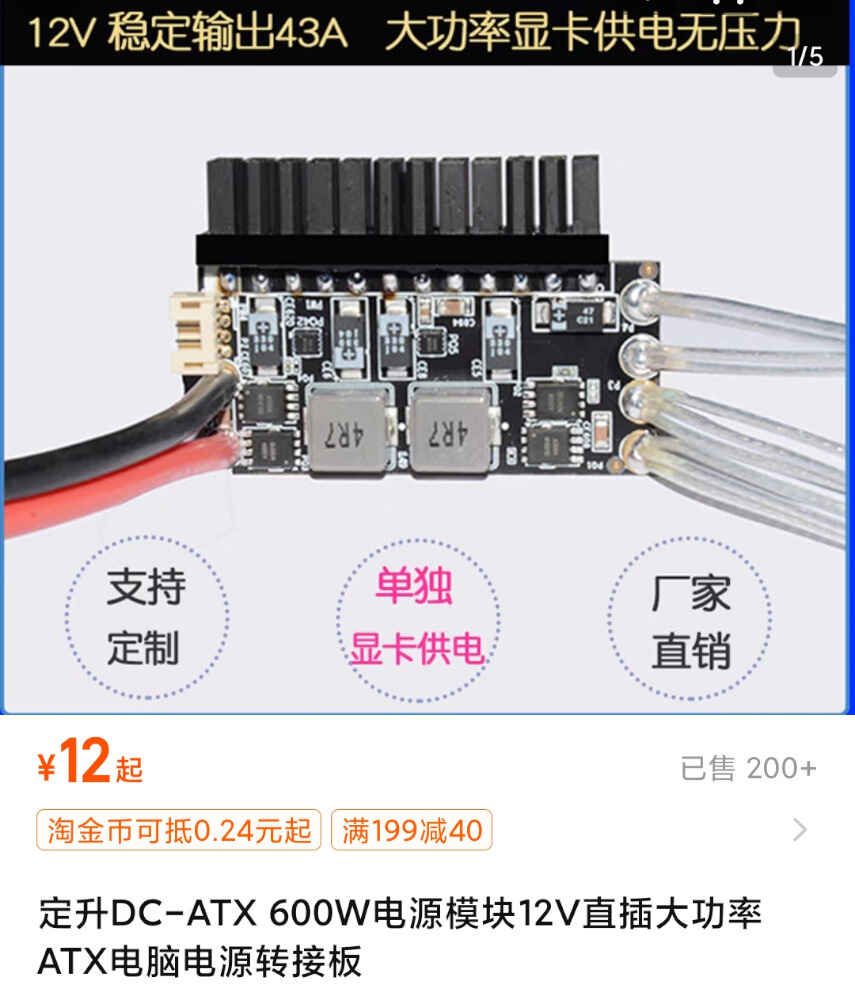 12V 稳定输出43A 大功率显卡供电无压力
1/5
4R7
4R7
支持
定制
单独
显卡供电
厂家
直销
¥12起
已售 200+
淘金币可抵0.24元起
满199减40
定升DC-ATX 600W电源模块12V直插大功率
ATX电脑电源转接板